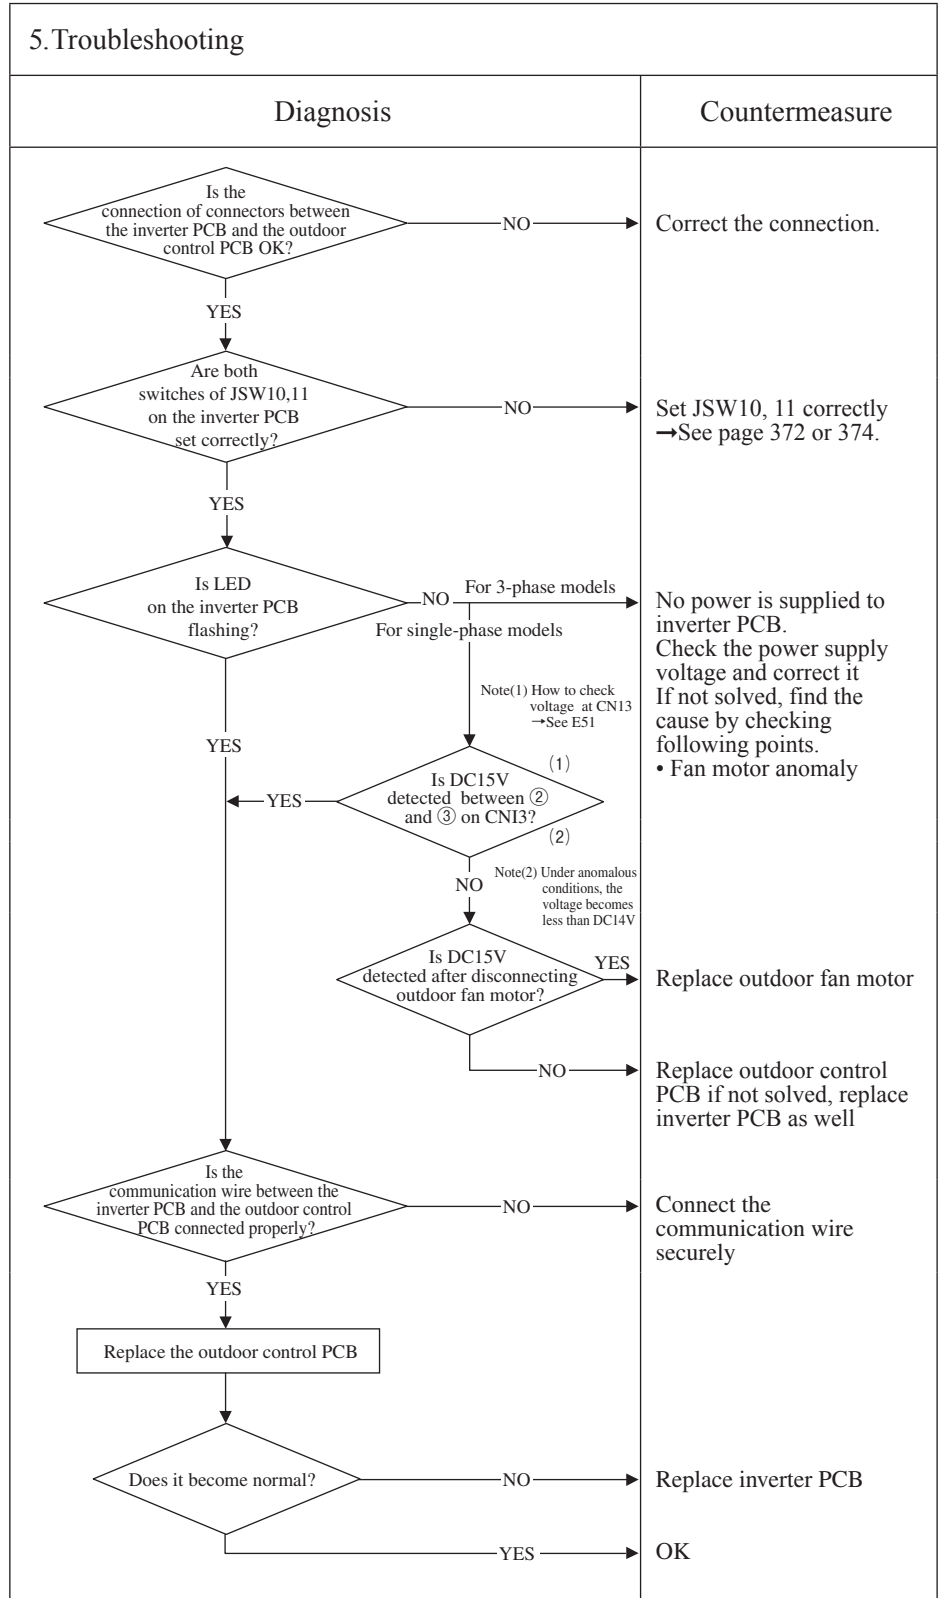 5.Troubleshooting
Diagnosis
Countermeasure
Is the
connection of connectors between
the inverter PCB and the outdoor
control PCB OK?
NO
Correct the connection.
YES
Are both
switches of JSW10,11
on the inverter PCB
set correctly?
NO
Set JSW10, 11 correctly
→See page 372 or 374.
YES
Is LED
on the inverter PCB
flashing?
NO
For 3-phase models
For single-phase models
No power is supplied to
inverter PCB.
Check the power supply
voltage and correct it
If not solved, find the
cause by checking
following points.
• Fan motor anomaly
Note(1) How to check
voltage at CN13
→See E51
YES
(1)
Is DC15V
detected between ②
and ③ on CNI3?
(2)
YES
NO
Note(2) Under anomalous
conditions, the
voltage becomes
less than DC14V
Is DC15V
detected after disconnecting
outdoor fan motor?
YES
Replace outdoor fan motor
NO
Replace outdoor control
PCB if not solved, replace
inverter PCB as well
Is the
communication wire between the
inverter PCB and the outdoor control
PCB connected properly?
NO
Connect the
communication wire
securely
YES
Replace the outdoor control PCB
Does it become normal?
NO
Replace inverter PCB
YES
OK